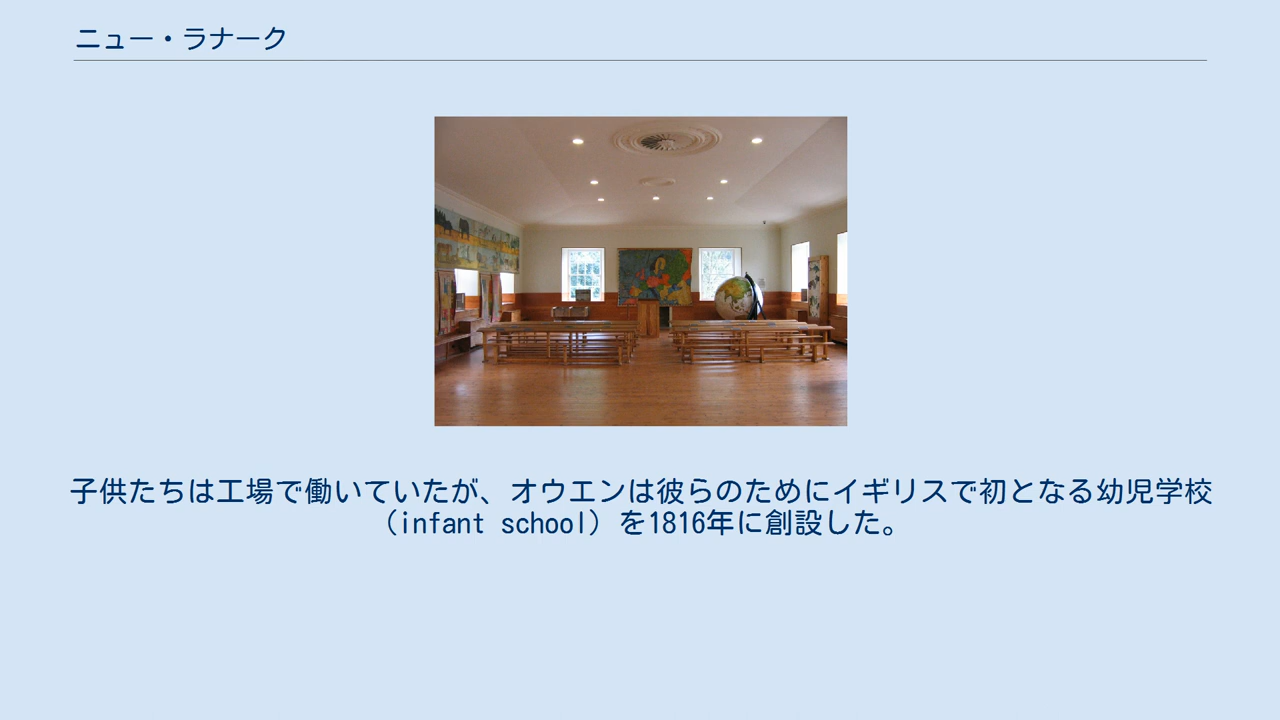 ニュー・ラナーク
子供たちは工場で働いていたが、オウエンは彼らのためにイギリスで初となる幼児学校
（infant school）を1816年に創設した。